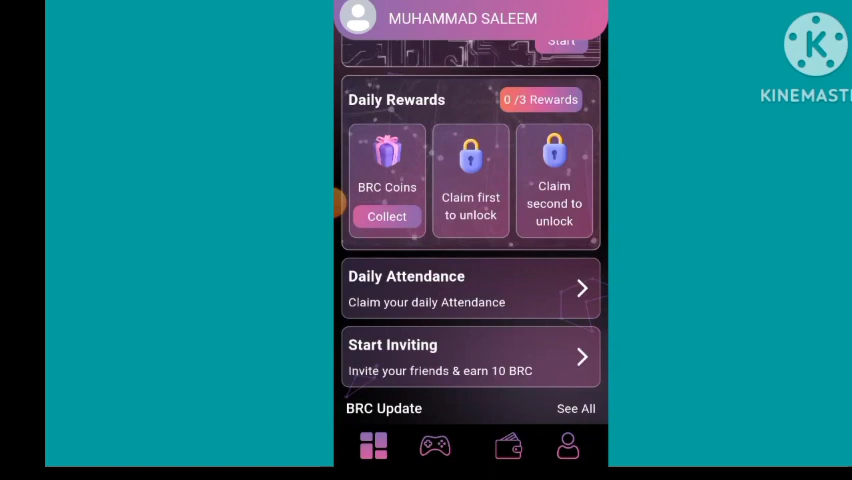 MUHAMMAD SALEEM
Start
Daily Rewards
0 /3 Rewards
BRC Coins
Collect
Claim first
to unlock
Claim
second to
unlock
Daily Attendance
Claim your daily Attendance
Start Inviting
Invite your friends & earn 10 BRC
BRC Update
See All
K
KINEMAST